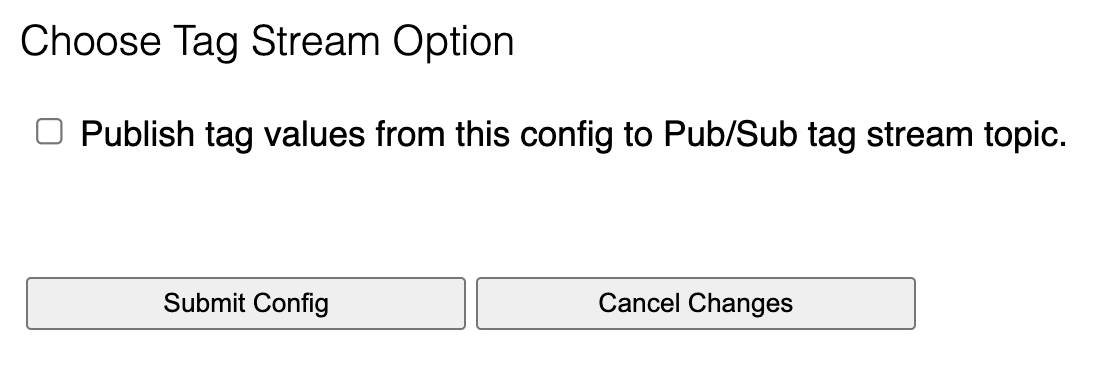 Choose Tag Stream Option
Publish tag values from this config to Pub/Sub tag stream topic.
Submit Config
Cancel Changes